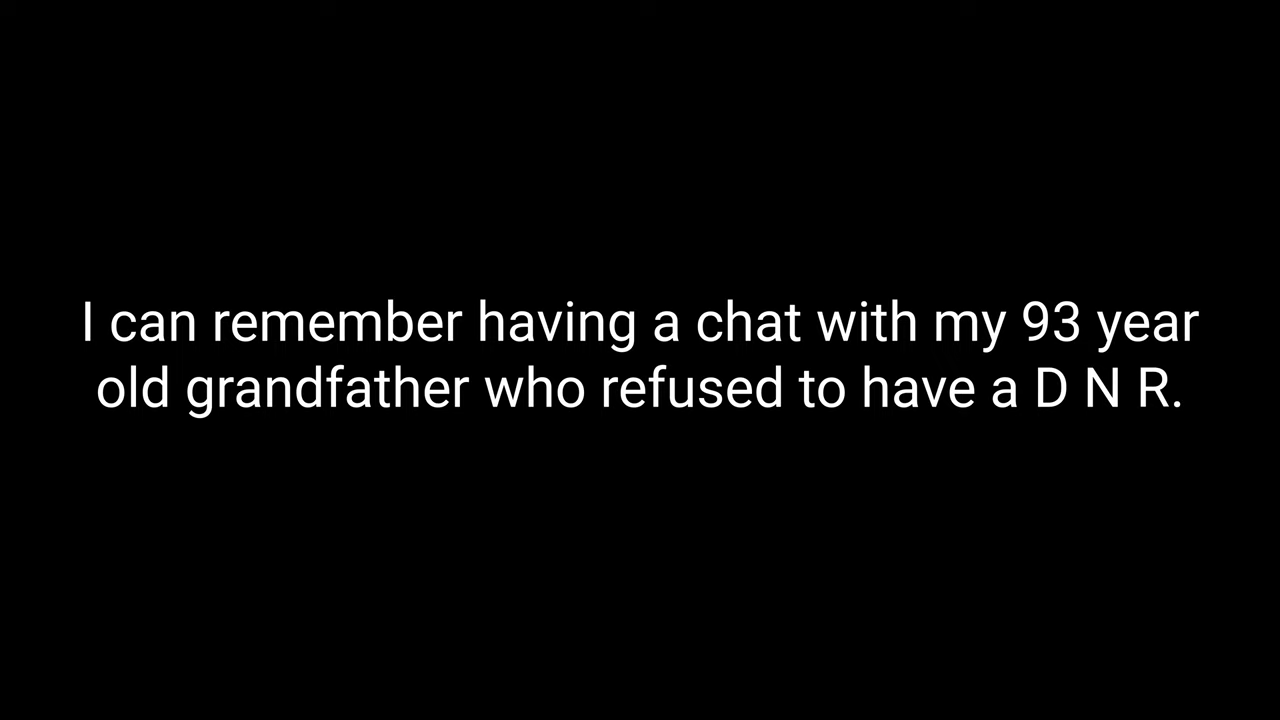 I can remember having a chat with my 93 year
old grandfather who refused to have a D N R.